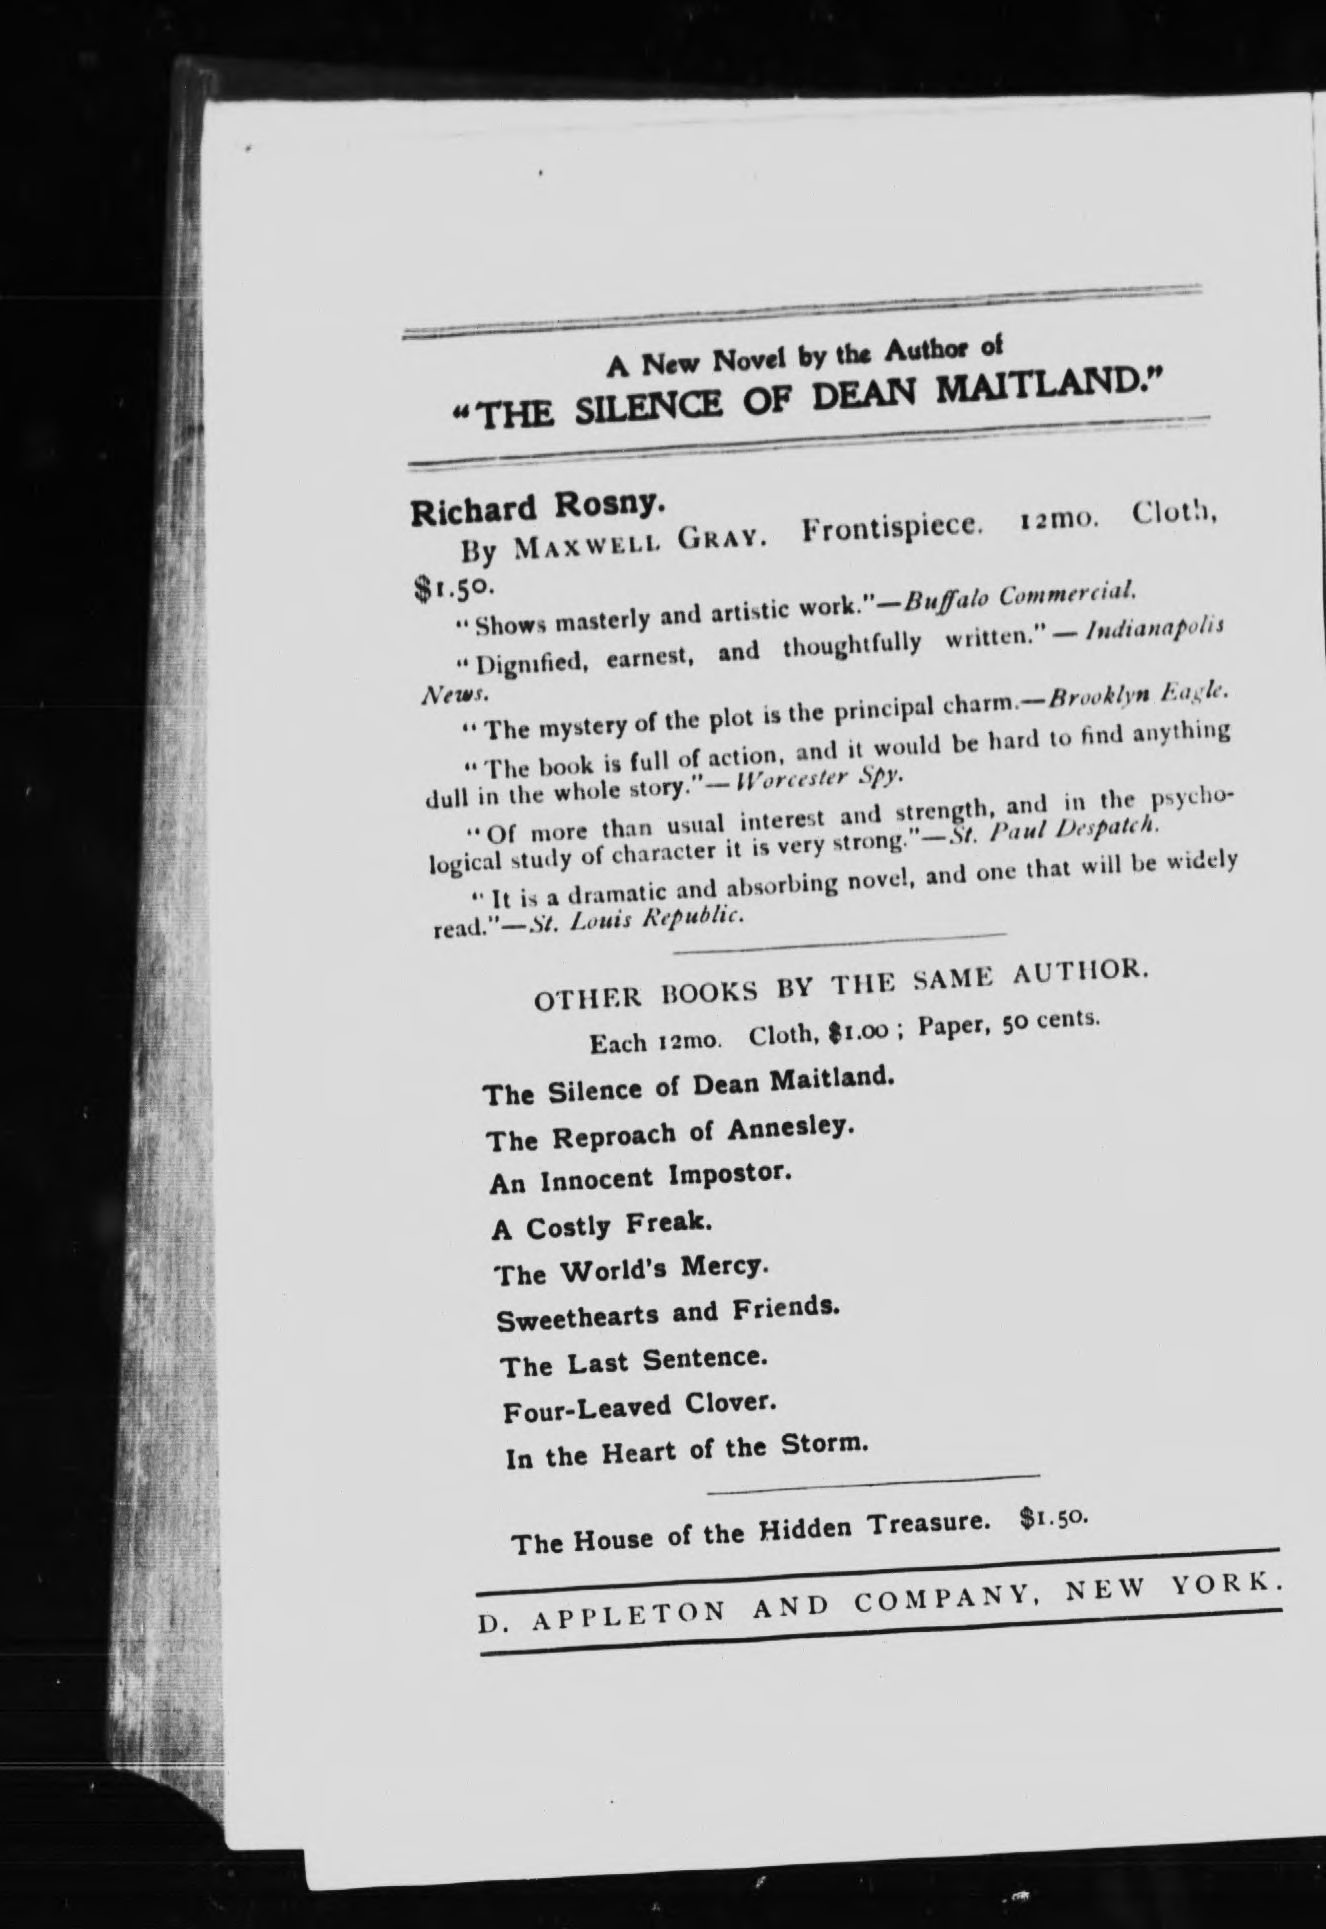 A New Novel by the Author of
“THE SILENCE OF DEAN MAITLAND.”
Richard Rosny.
By MAXWELL GRAY. Frontispiece. 12mo. Cloth,
$1.50.
“Shows masterly and artistic work.”—Buffalo Commercial.
“Dignified, earnest, and thoughtfully written.”—Indianapolis
News.
“The mystery of the plot is the principal charm.—Brooklyn Eagle.
“The book is full of action, and it would be hard to find anything
dull in the whole story.”—Worcester Spy.
“Of more than usual interest and strength, and in the psycho-
logical study of character it is very strong.”—St. Paul Despatch.
“It is a dramatic and absorbing novel, and one that will be widely
read.”—St. Louis Republic.
OTHER BOOKS BY THE SAME AUTHOR.
Each 12mo. Cloth, $1.00; Paper, 50 cents.
The Silence of Dean Maitland.
The Reproach of Annesley.
An Innocent Impostor.
A Costly Freak.
The World's Mercy.
Sweethearts and Friends.
The Last Sentence.
Four-Leaved Clover.
In the Heart of the Storm.
The House of the Hidden Treasure. $1.50.
D. APPLETON AND COMPANY, NEW YORK.